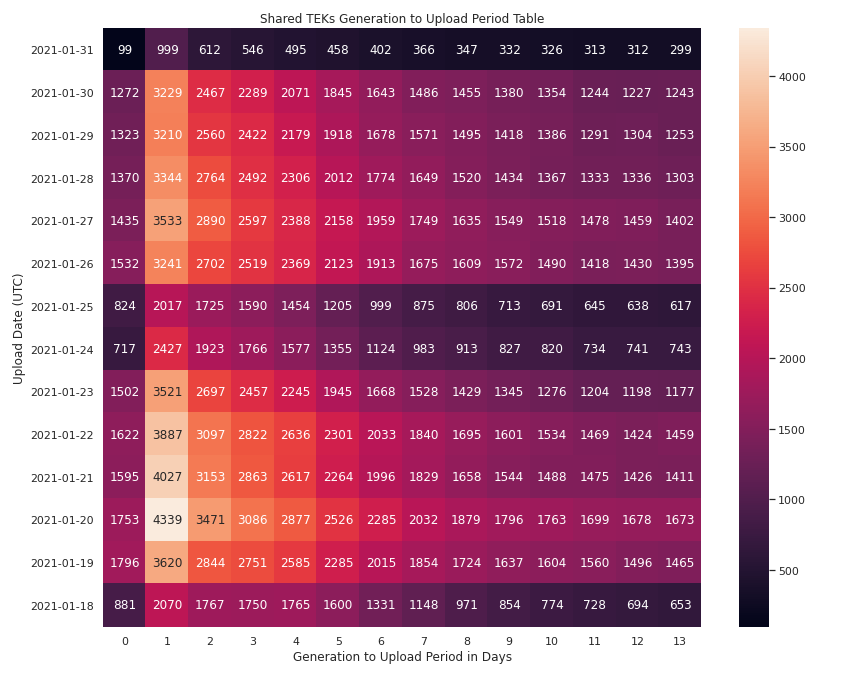 Shared TEKs Generation to Upload Period Table
Upload Date (UTC)
2021-01-31 99 999 612 546 495 458 402 366 347 332 326 313 312 299
2021-01-30 1272 3229 2467 2289 2071 1845 1643 1486 1455 1380 1354 1244 1227 1243
2021-01-29 1323 3210 2560 2422 2179 1918 1678 1571 1495 1418 1386 1291 1304 1253
2021-01-28 1370 3344 2764 2492 2306 2012 1774 1649 1520 1434 1367 1333 1336 1303
2021-01-27 1435 3533 2890 2597 2388 2158 1959 1749 1635 1549 1518 1478 1459 1402
2021-01-26 1532 3241 2702 2519 2369 2123 1913 1675 1609 1572 1490 1418 1430 1395
2021-01-25 824 2017 1725 1590 1454 1205 999 875 806 713 691 645 638 617
2021-01-24 717 2427 1923 1766 1577 1355 1124 983 913 827 820 734 741 743
2021-01-23 1502 3521 2697 2457 2245 1945 1668 1528 1429 1345 1276 1204 1198 1177
2021-01-22 1622 3887 3097 2822 2636 2301 2033 1840 1695 1601 1534 1469 1424 1459
2021-01-21 1595 4027 3153 2863 2617 2264 1996 1829 1658 1544 1488 1475 1426 1411
2021-01-20 1753 4339 3471 3086 2877 2526 2285 2032 1879 1796 1763 1699 1678 1673
2021-01-19 1796 3620 2844 2751 2585 2285 2015 1854 1724 1637 1604 1560 1496 1465
2021-01-18 881 2070 1767 1750 1765 1600 1331 1148 971 854 774 728 694 653
0 1 2 3 4 5 6 7 8 9 10 11 12 13
Generation to Upload Period in Days
4000
3500
3000
2500
2000
1500
1000
500